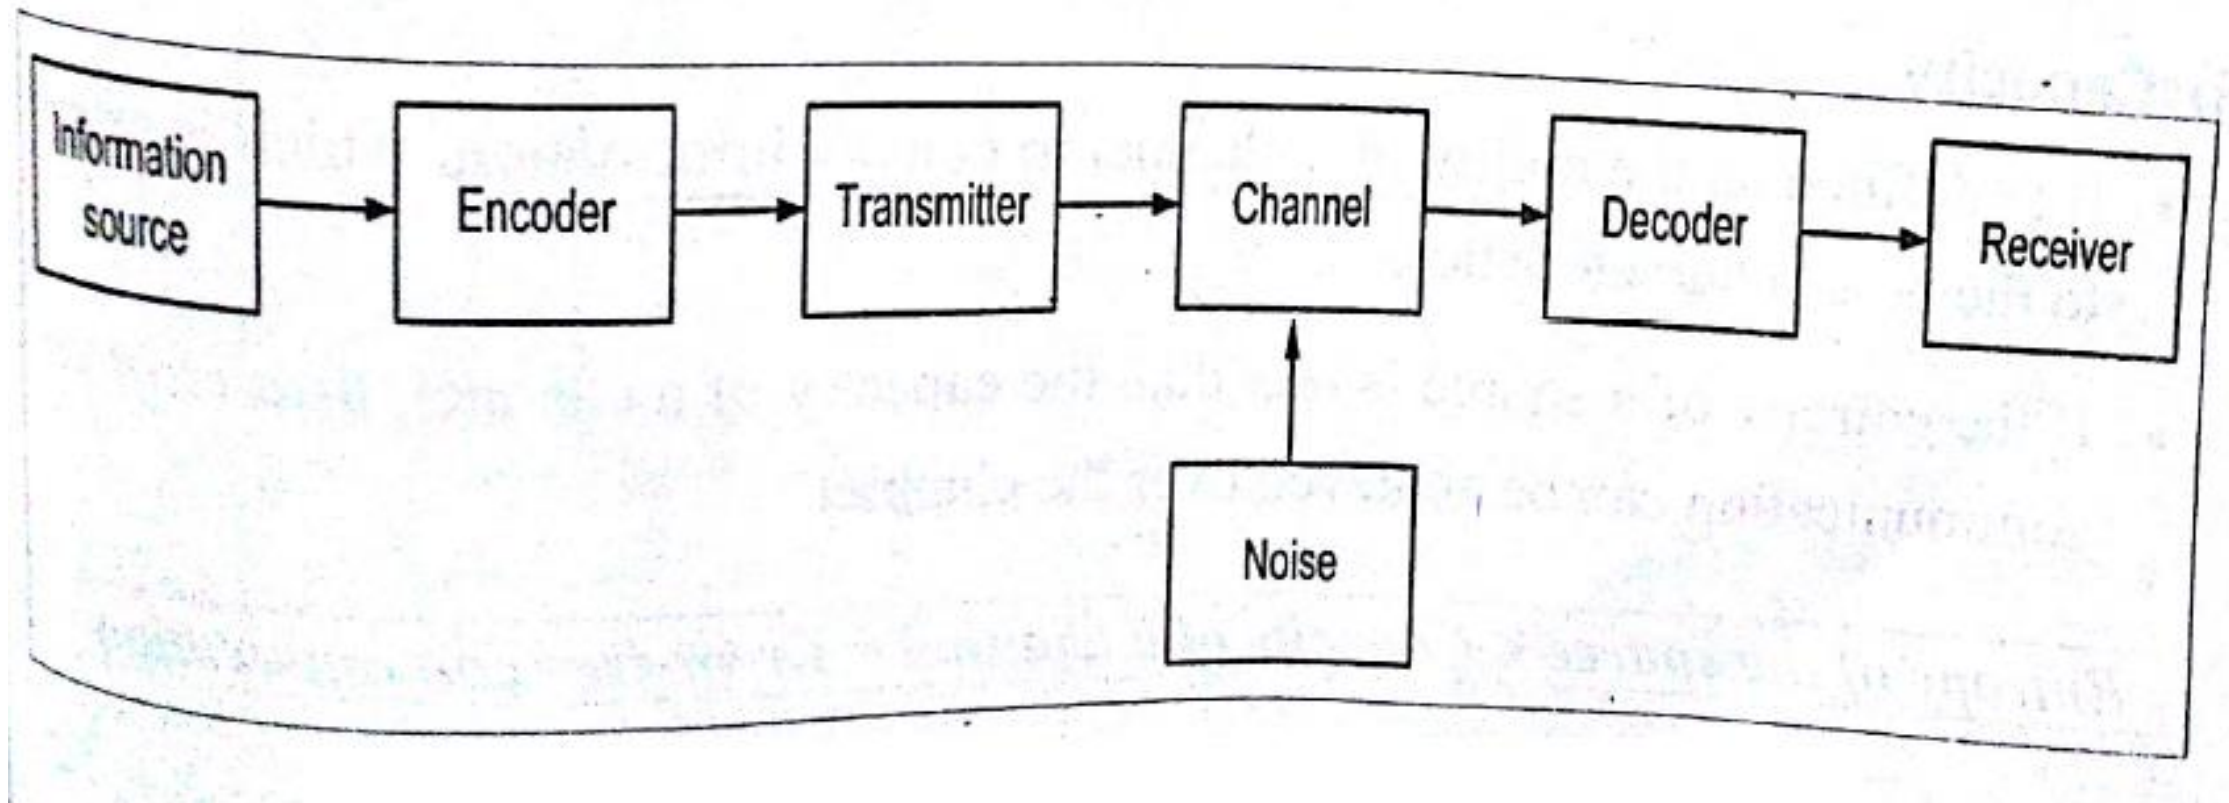 Information
source
Encoder
Transmitter
Channel
Decoder
Receiver
Noise